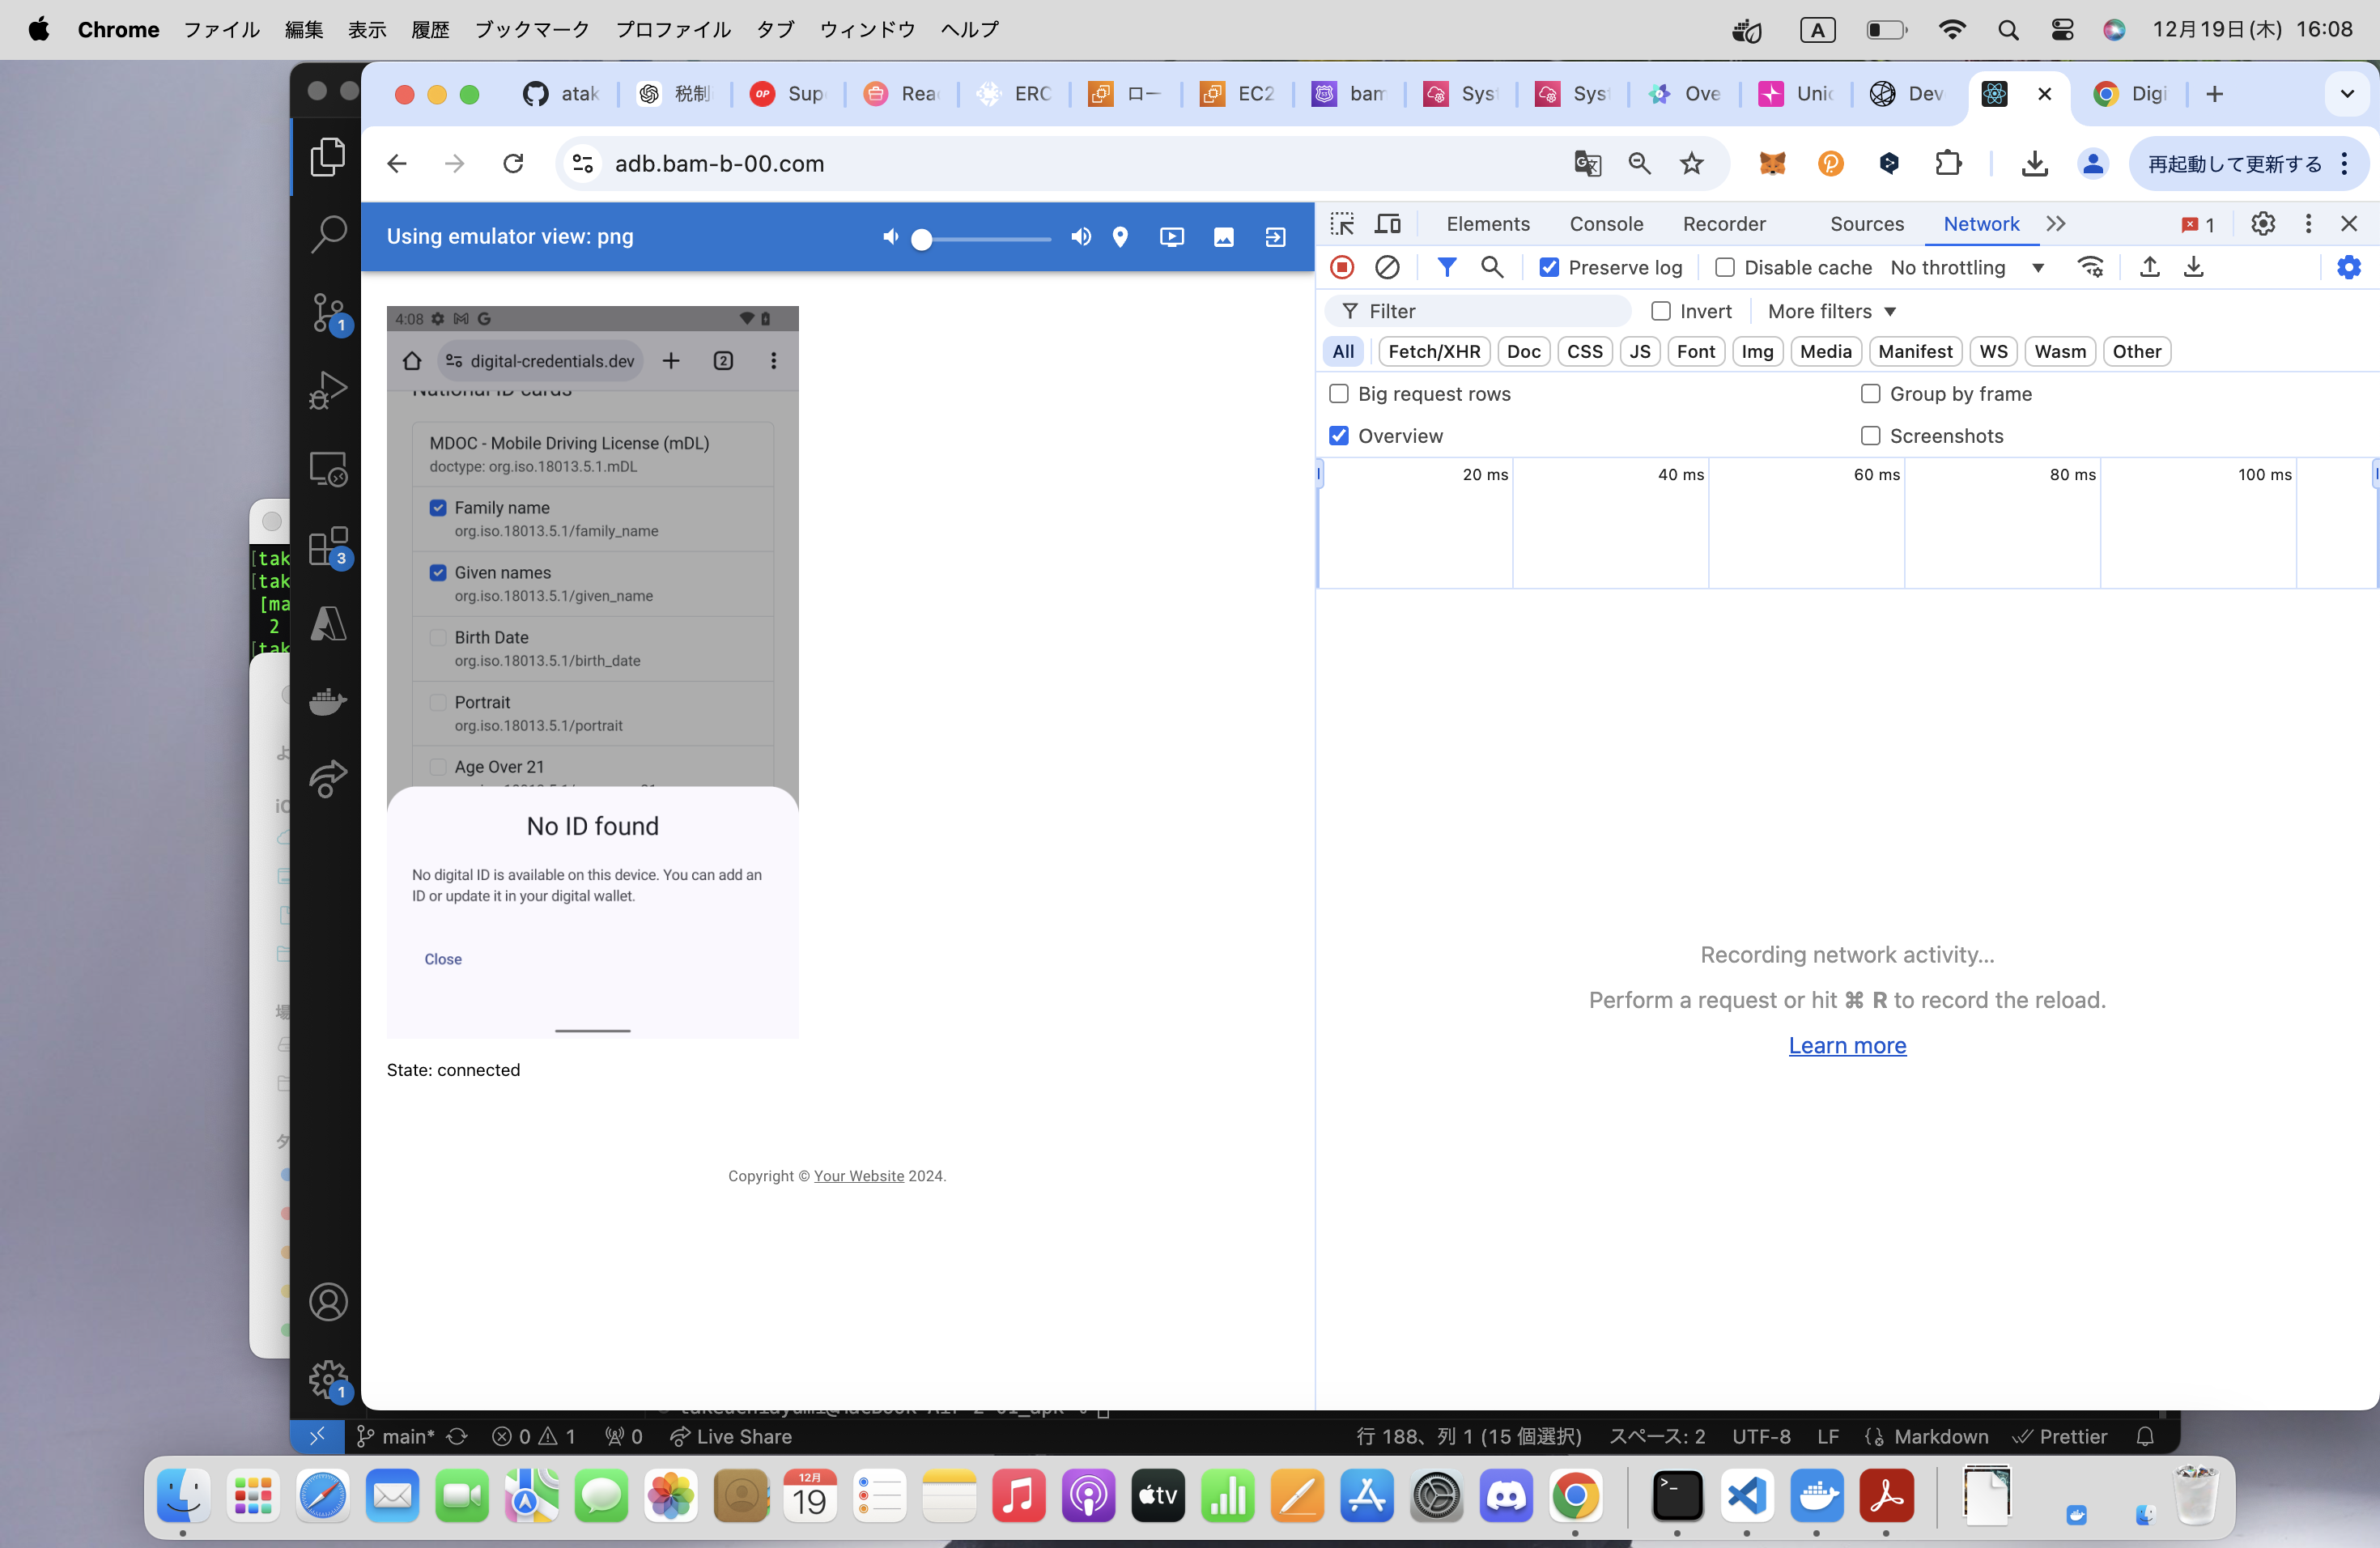 Chrome ファイル 編集 表示 履歴 ブックマーク プロファイル タブ ウィンドウ ヘルプ A 12月19日(木) 16:08
atak 税制 OP Sup Rea ERC ロー EC2 bam Syst Syst Ove Unic Dev Digi
adb.bam-b-00.com 再起動して更新する
Using emulator view: png
Elements Console Recorder Sources Network 1
Preserve log Disable cache No throttling
Filter Invert More filters
All Fetch/XHR Doc CSS JS Font Img Media Manifest WS Wasm Other
Big request rows Group by frame
Overview Screenshots
20 ms 40 ms 60 ms 80 ms 100 ms
4:08
digital-credentials.dev 2
National ID cards
MDOC - Mobile Driving License (mDL)
doctype: org.iso.18013.5.1.mDL
Family name
org.iso.18013.5.1/family_name
Given names
org.iso.18013.5.1/given_name
Birth Date
org.iso.18013.5.1/birth_date
Portrait
org.iso.18013.5.1/portrait
Age Over 21
No ID found
No digital ID is available on this device. You can add an
ID or update it in your digital wallet.
Close
State: connected
Copyright © Your Website 2024.
Recording network activity...
Perform a request or hit ⌘ R to record the reload.
Learn more
[tak
[tak
[ma
2
[tak
1
3
1
main* 0 1 0 Live Share 行 188、列 1 (15 個選択) スペース: 2 UTF-8 LF Markdown Prettier
12月
19
tv